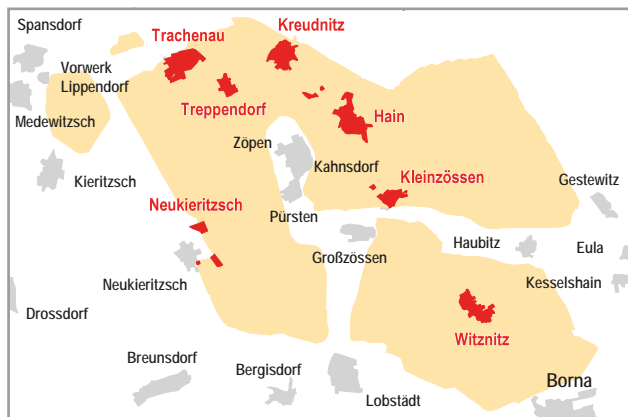 Spansdorf
Trachenau
Kreudnitz
Vorwerk
Lippendorf
Treppendorf
Medewitzsch
Hain
Zöpen
Kahnsdorf
Kieritzsch
Kleinzössen
Gestewitz
Neukieritzsch
Pürsten
Großzössen
Haubitz
Eula
Neukieritzsch
Kesselshain
Drossdorf
Witznitz
Breunsdorf
Bergisdorf
Borna
Lobstädt